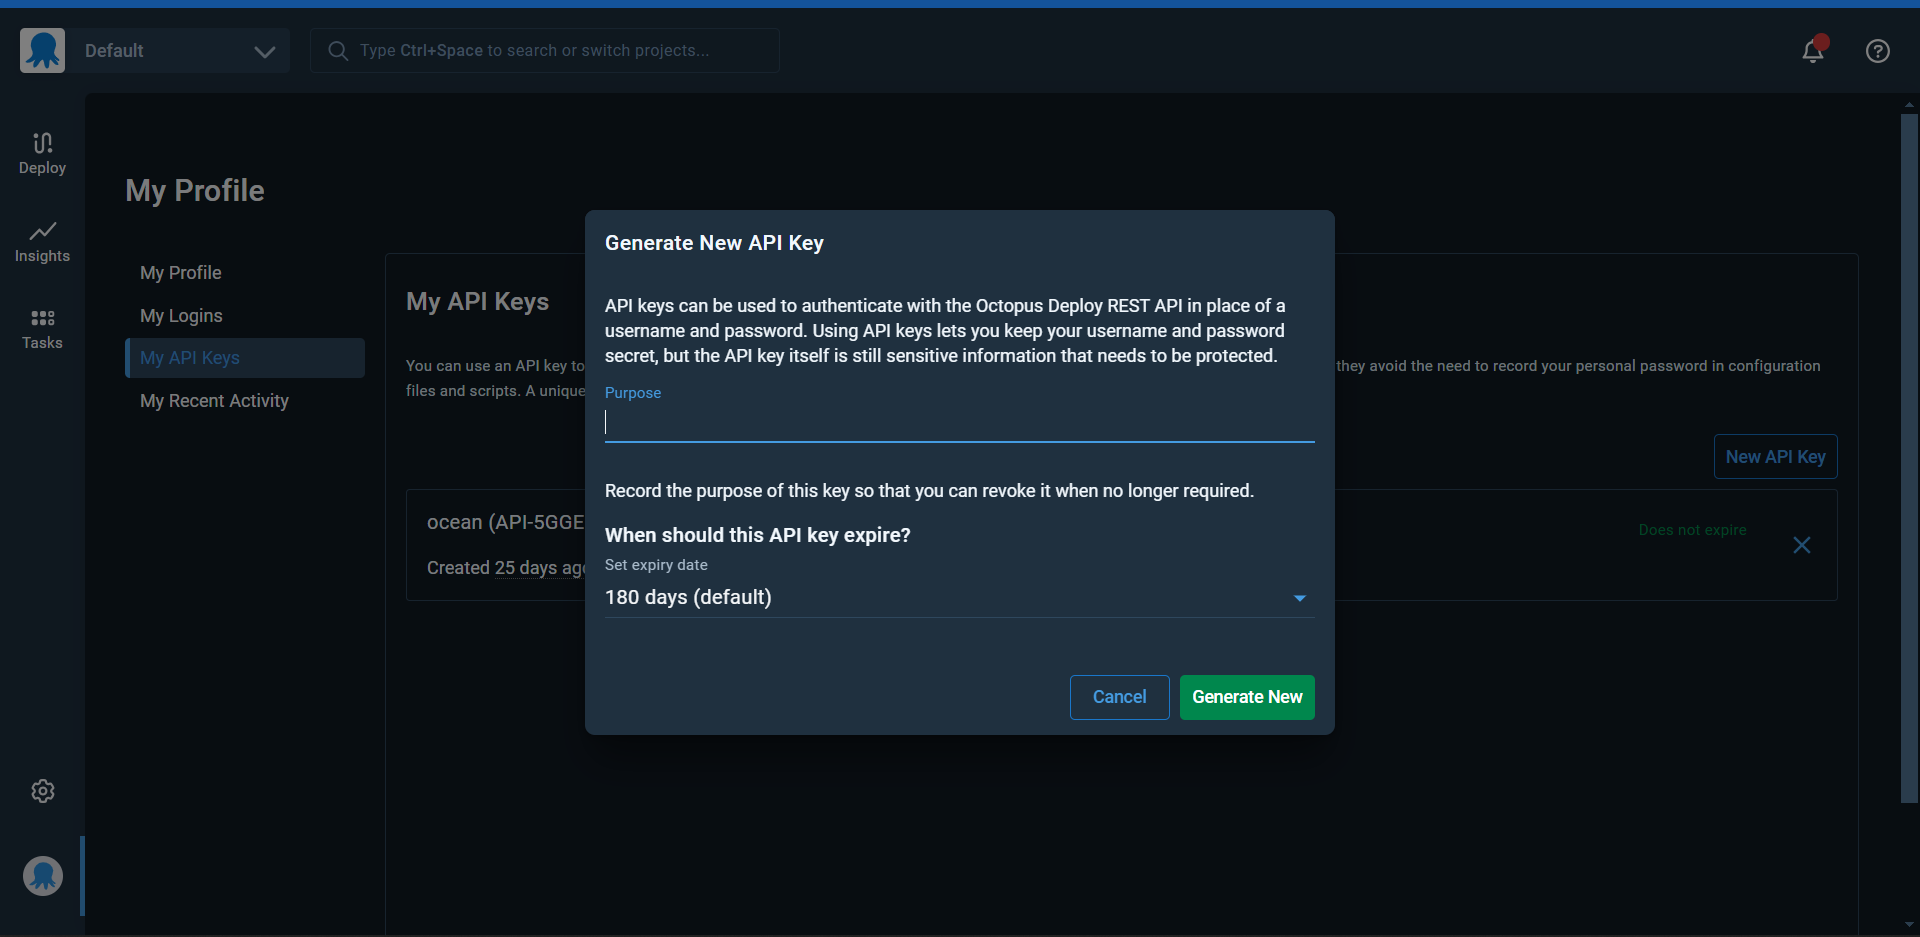 Default
Type Ctrl+Space to search or switch projects...
Deploy
Insights
Tasks
My Profile
My Profile
My Logins
My API Keys
My Recent Activity
My API Keys
You can use an API key to
they avoid the need to record your personal password in configuration
files and scripts. A unique
New API Key
ocean (API-5GGE
Does not expire
Created 25 days ago
Generate New API Key
API keys can be used to authenticate with the Octopus Deploy REST API in place of a
username and password. Using API keys lets you keep your username and password
secret, but the API key itself is still sensitive information that needs to be protected.
Purpose
Record the purpose of this key so that you can revoke it when no longer required.
When should this API key expire?
Set expiry date
180 days (default)
Cancel
Generate New